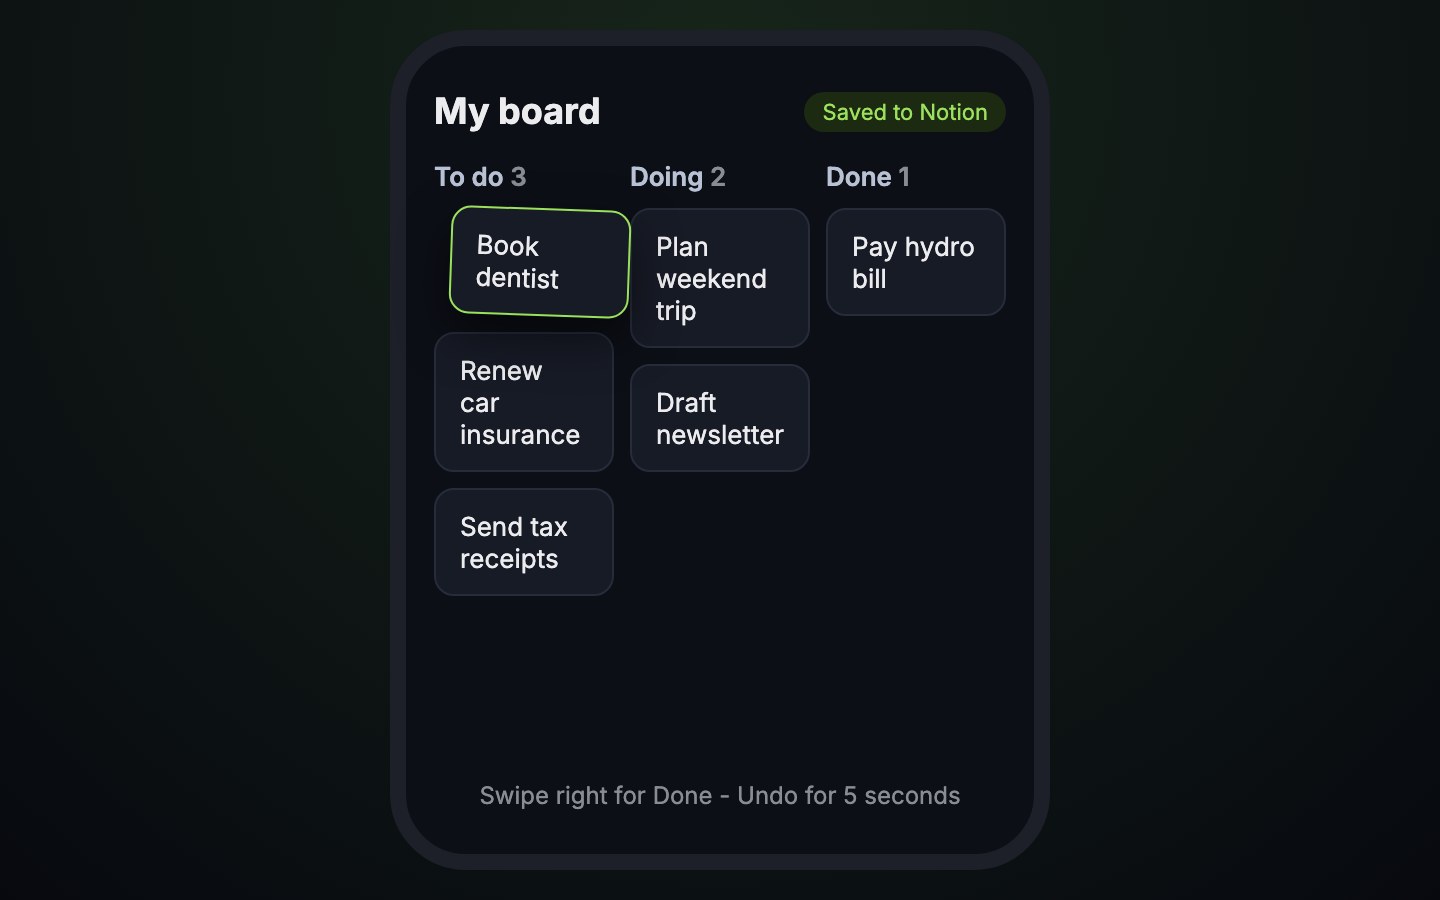 My board
Saved to Notion
To do 3
Book
dentist
Renew
car
insurance
Send tax
receipts
Doing 2
Plan
weekend
trip
Draft
newsletter
Done 1
Pay hydro
bill
Swipe right for Done - Undo for 5 seconds